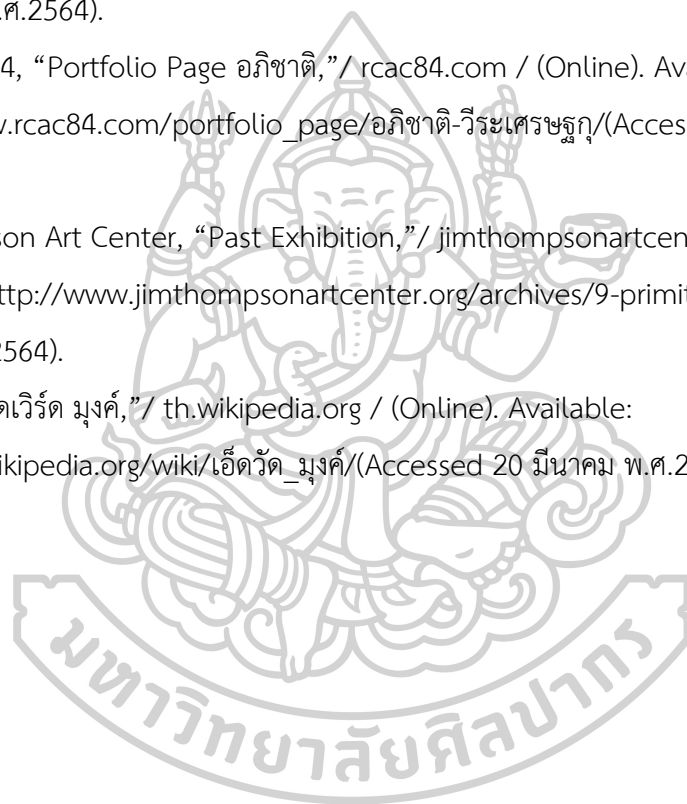 .ศ.2564).
4, “Portfolio Page อภิชาติ,”/ rcac84.com / (Online). Ava
w.rcac84.com/portfolio_page/อภิชาติ-วีระเศรษฐกุ/(Acces
son Art Center, “Past Exhibition,”/ jimthompsonartcen
ttp://www.jimthompsonartcenter.org/archives/9-primit
2564).
ดเวิร์ด มุงค์,”/ th.wikipedia.org / (Online). Available:
ikipedia.org/wiki/เอ็ดวัด_มุงค์/(Accessed 20 มีนาคม พ.ศ.2
มหาวิทยาลัยศิลปากร